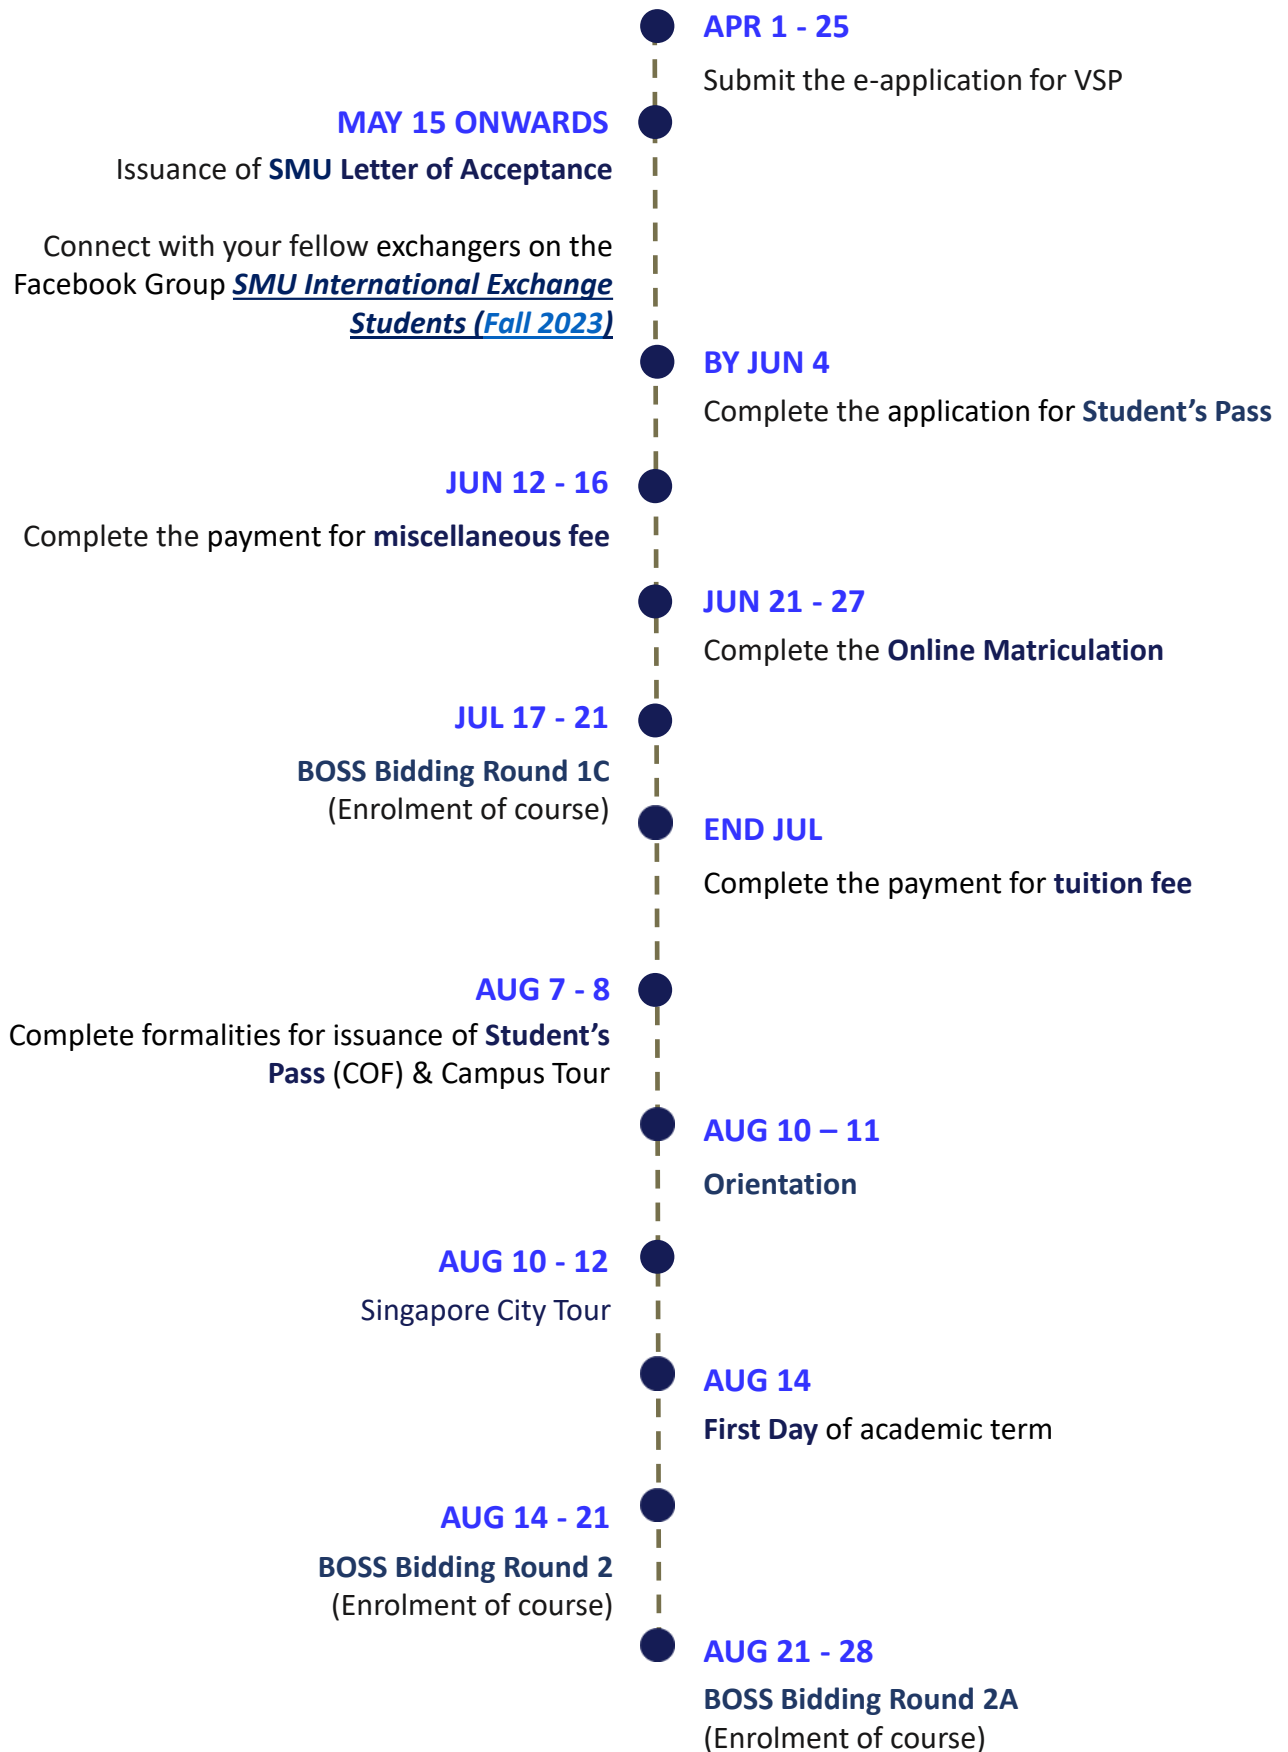 APR 1 - 25
Submit the e-application for VSP
MAY 15 ONWARDS
Issuance of SMU Letter of Acceptance
Connect with your fellow exchangers on the
Facebook Group SMU International Exchange
Students (Fall 2023)
BY JUN 4
Complete the application for Student’s Pass
JUN 12 - 16
Complete the payment for miscellaneous fee
JUN 21 - 27
Complete the Online Matriculation
JUL 17 - 21
BOSS Bidding Round 1C
(Enrolment of course)
END JUL
Complete the payment for tuition fee
AUG 7 - 8
Complete formalities for issuance of Student’s
Pass (COF) & Campus Tour
AUG 10 – 11
Orientation
AUG 10 - 12
Singapore City Tour
AUG 14
First Day of academic term
AUG 14 - 21
BOSS Bidding Round 2
(Enrolment of course)
AUG 21 - 28
BOSS Bidding Round 2A
(Enrolment of course)